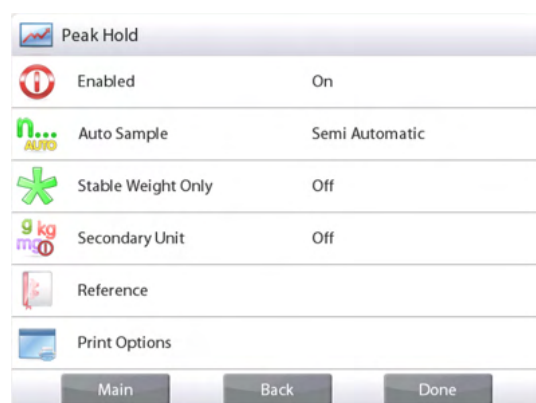 Peak Hold
Enabled On
n... AUTO Auto Sample Semi Automatic
Stable Weight Only Off
g kg mg Secondary Unit Off
Reference
Print Options
Main Back Done